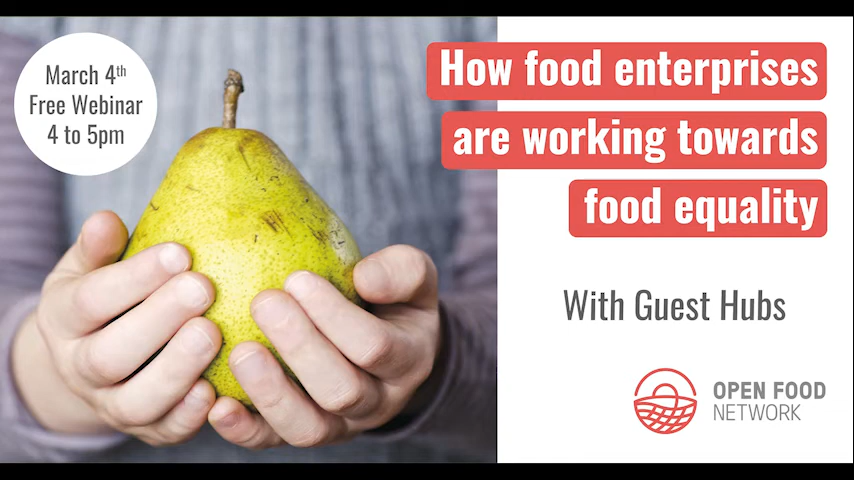 March 4th
Free Webinar
4 to 5pm
How food enterprises
are working towards
food equality
With Guest Hubs
OPEN FOOD
NETWORK